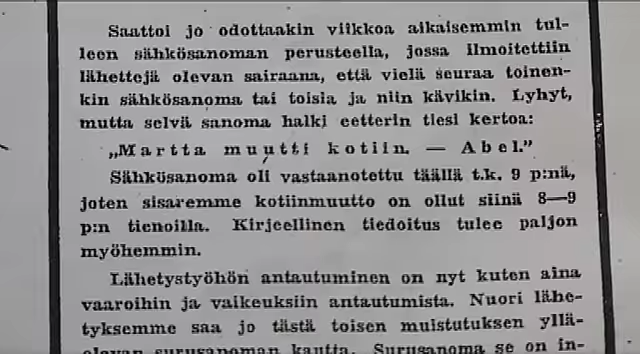 Saattoi jo odottaakin viikkoa aikaisemmin tul-
leen sähkösanoman perusteella, jossa ilmoitettiin
lähettejä olevan sairaana, että vielä seuraa toinen-
kin sähkösanoma tai toisia ja niin kävikin. Lyhyt,
mutta selvä sanoma halki eetterin tiesi kertoa:
„Martta muutti kotiin. — Abel.”
Sähkösanoma oli vastaanotettu täällä t.k. 9 p:nä,
joten sisaremme kotiinmuutto on ollut siinä 8—9
p:n tienoilla. Kirjeellinen tiedoitus tulee paljon
myöhemmin.
Lähetystyöhön antautuminen on nyt kuten aina
vaaroihin ja vaikeuksiin antautumista. Nuori lähe-
tyksemme saa jo tästä toisen muistutuksen yllä-
olevan surusanoman kautta. Surusanoma se on in-